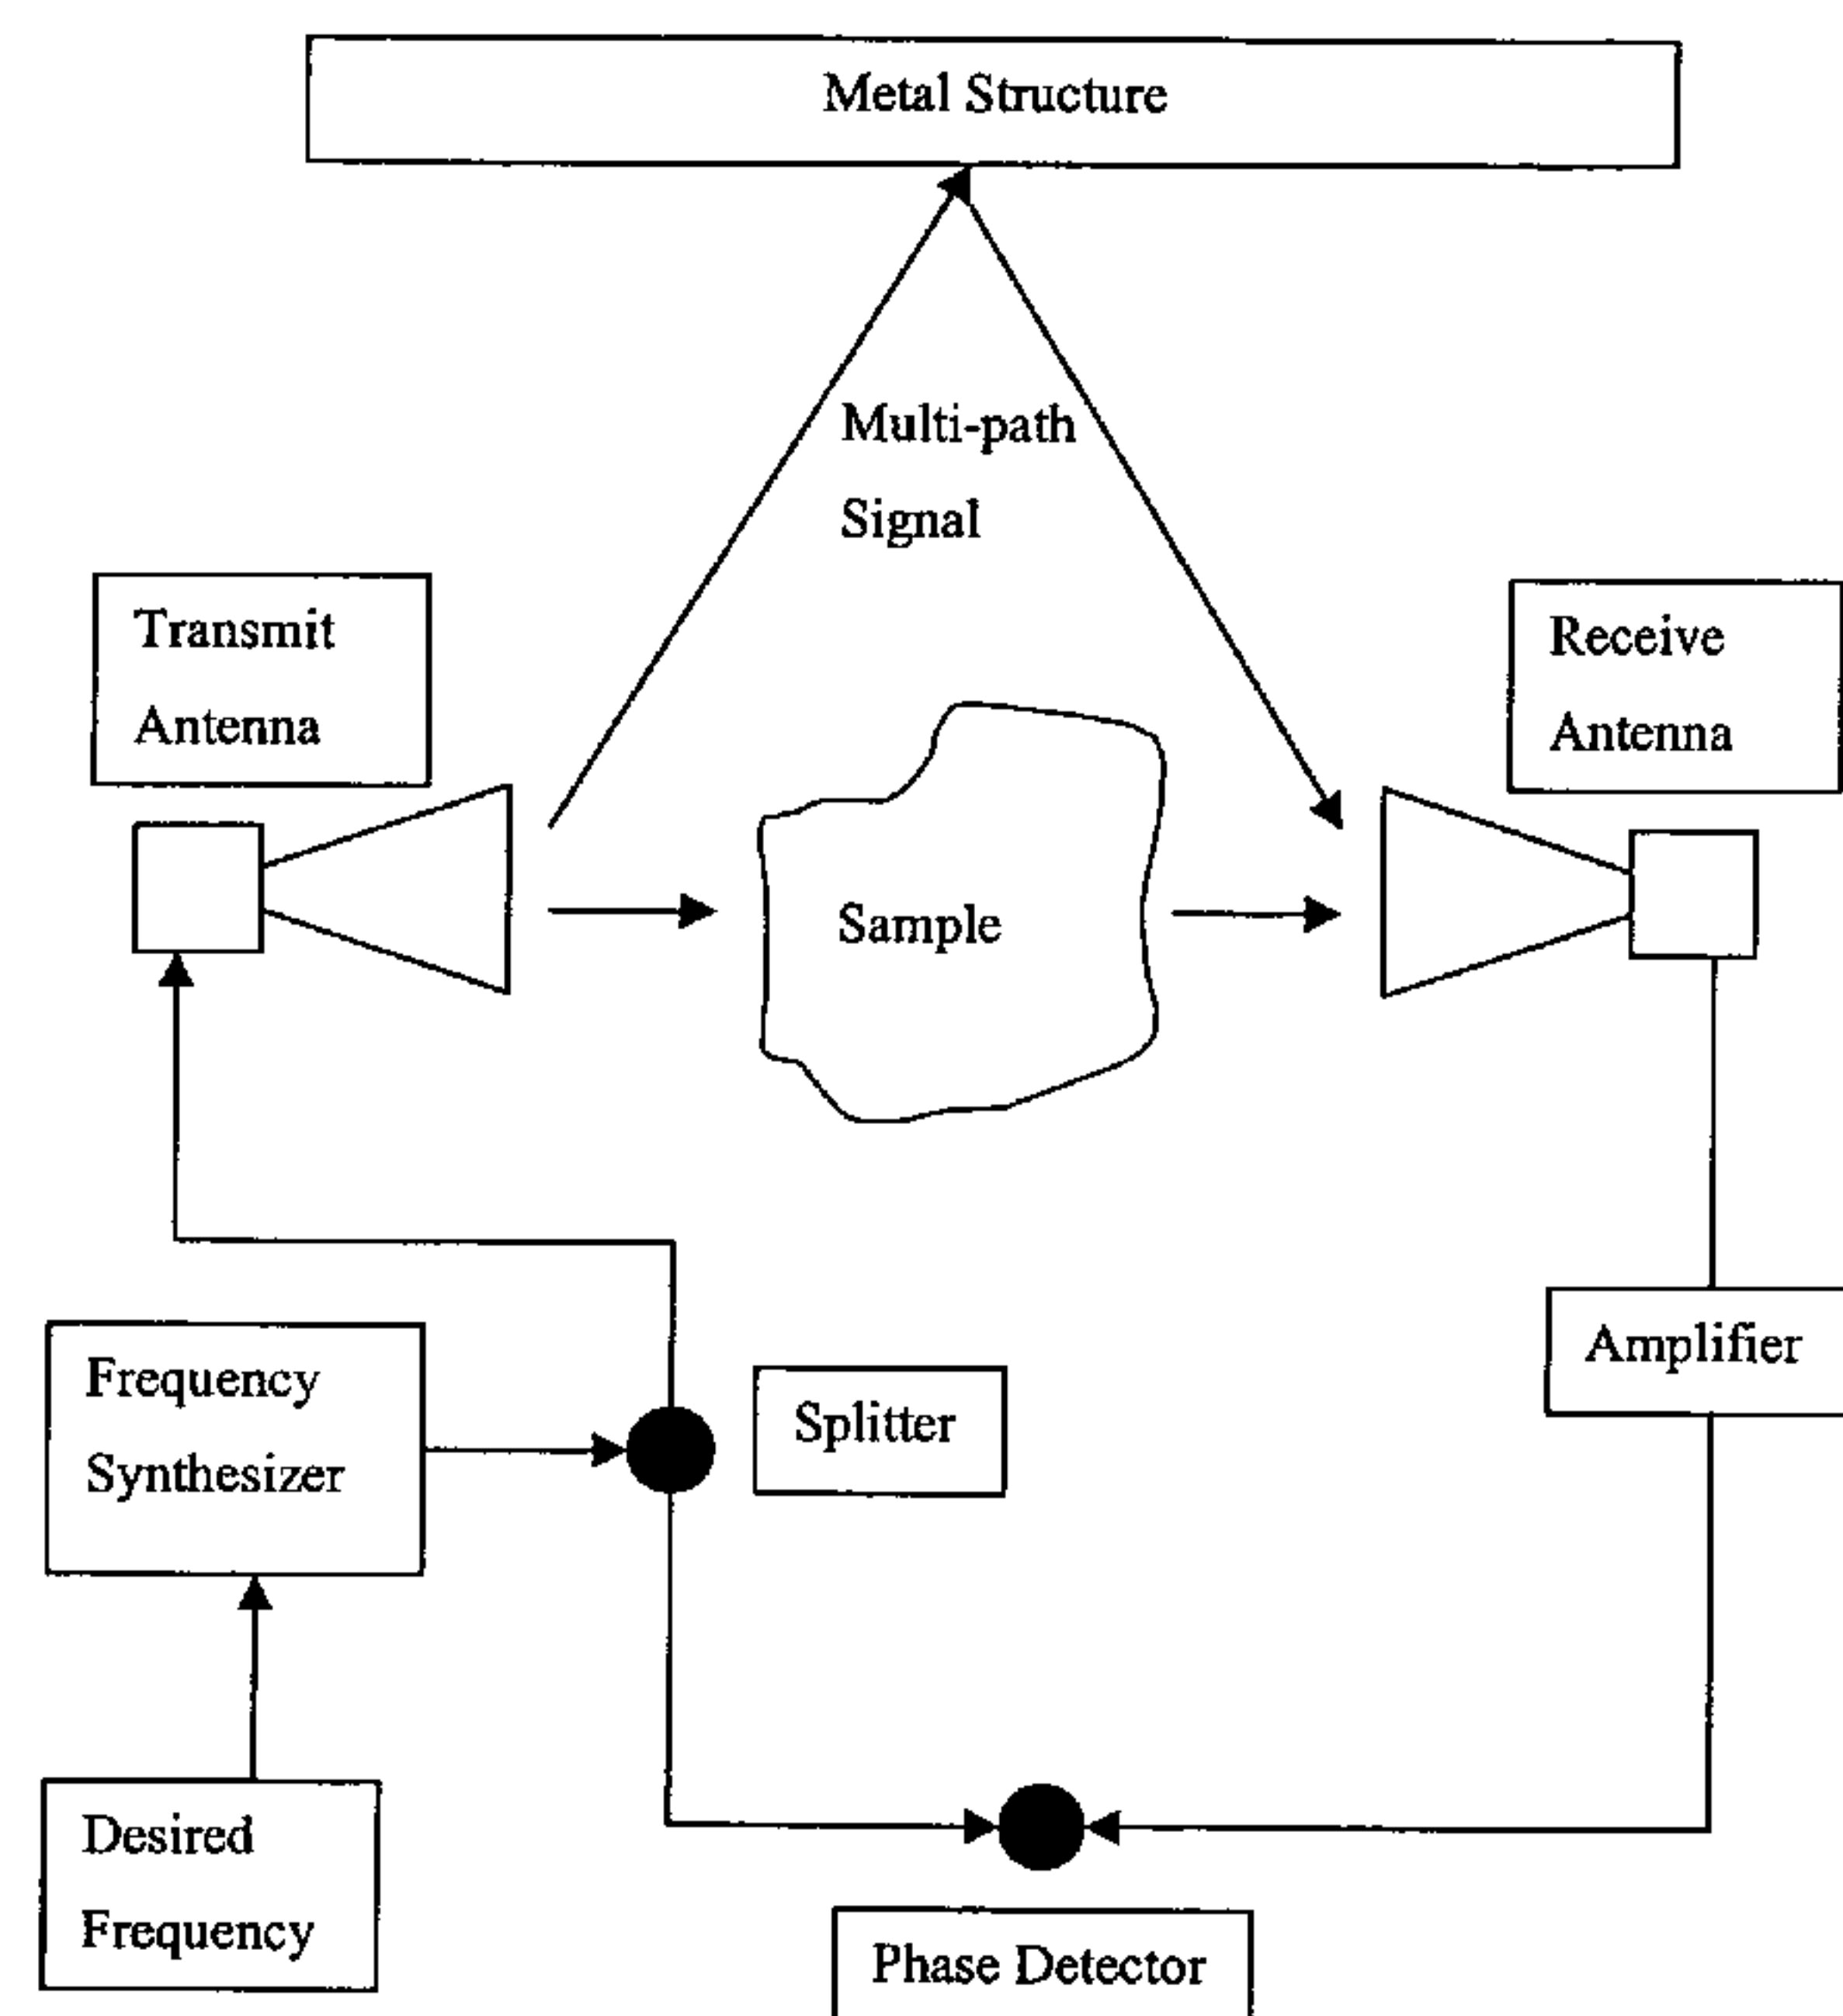 Metal Structure
Multi-path
Signal
Transmit
Antenna
Receive
Antenna
Sample
Amplifier
Frequency
Synthesizer
Splitter
Desired
Frequency
Phase Detector